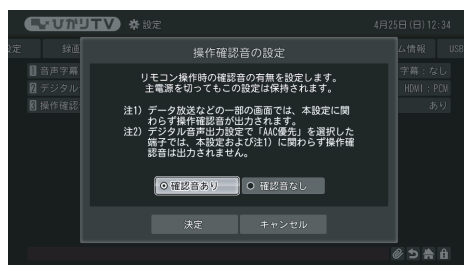 ひかりTV 設定 4月25日(日)12:34
設定 録画 ム情報 USB
操作確認音の設定
1 音声字幕 字幕:なし
2 デジタル HDMI:PCM
3 操作確認 あり
リモコン操作時の確認音の有無を設定します。
主電源を切ってもこの設定は保持されます。
注1) データ放送などの一部の画面では、本設定に関
わらず操作確認音が出力されます。
注2) デジタル音声出力設定で「AAC優先」を選択した
端子では、本設定および注1)に関わらず操作確
認音は出力されません。
確認音あり 確認音なし
決定 キャンセル